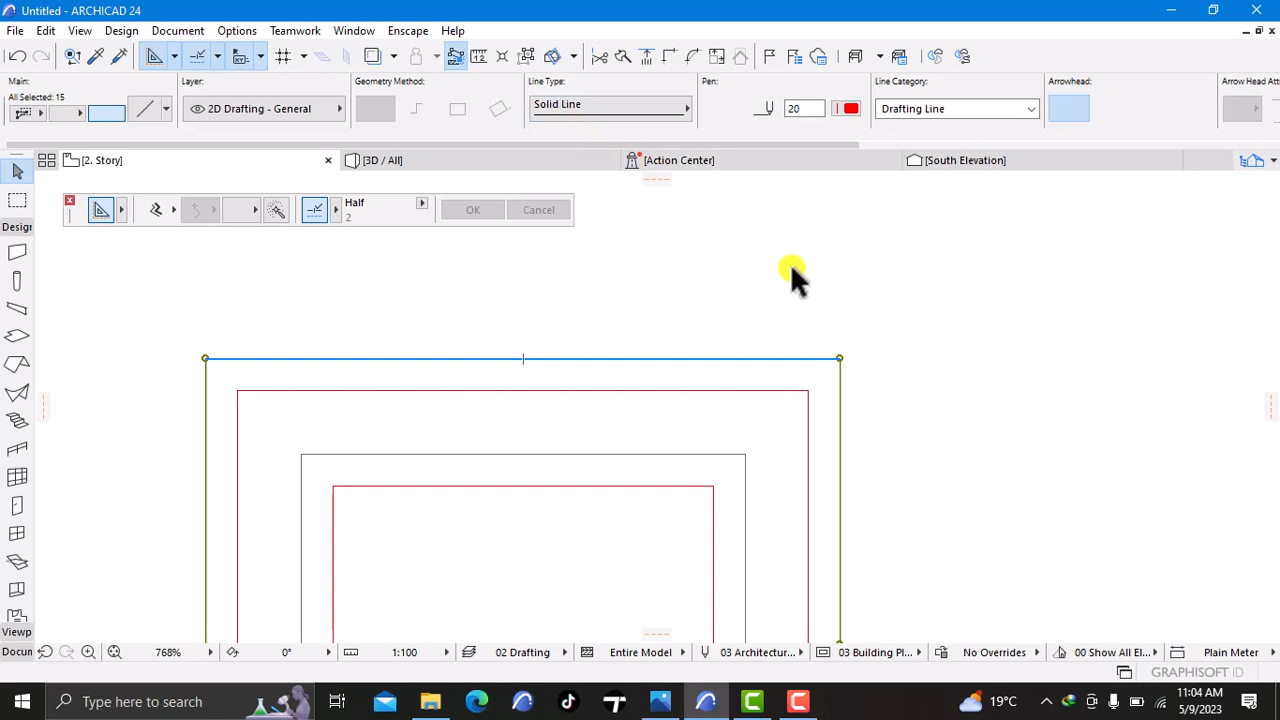 Untitled - ARCHICAD 24
File Edit View Design Document Options Teamwork Window Enscape Help
Main: Layer: Geometry Method: Line Type: Pen: Line Category: Arrowhead: Arrow Head At
All Selected: 15
2D Drafting - General
Solid Line
20
Drafting Line
[2. Story]
[3D / All]
[Action Center]
[South Elevation]
Half
2
OK
Cancel
Design
Viewp
Docun
768%
0°
1:100
02 Drafting
Entire Model
03 Architectur...
03 Building Pl...
No Overrides
00 Show All El...
Plain Meter
GRAPHISOFT ID
Type here to search
19°C
11:04 AM
5/9/2023